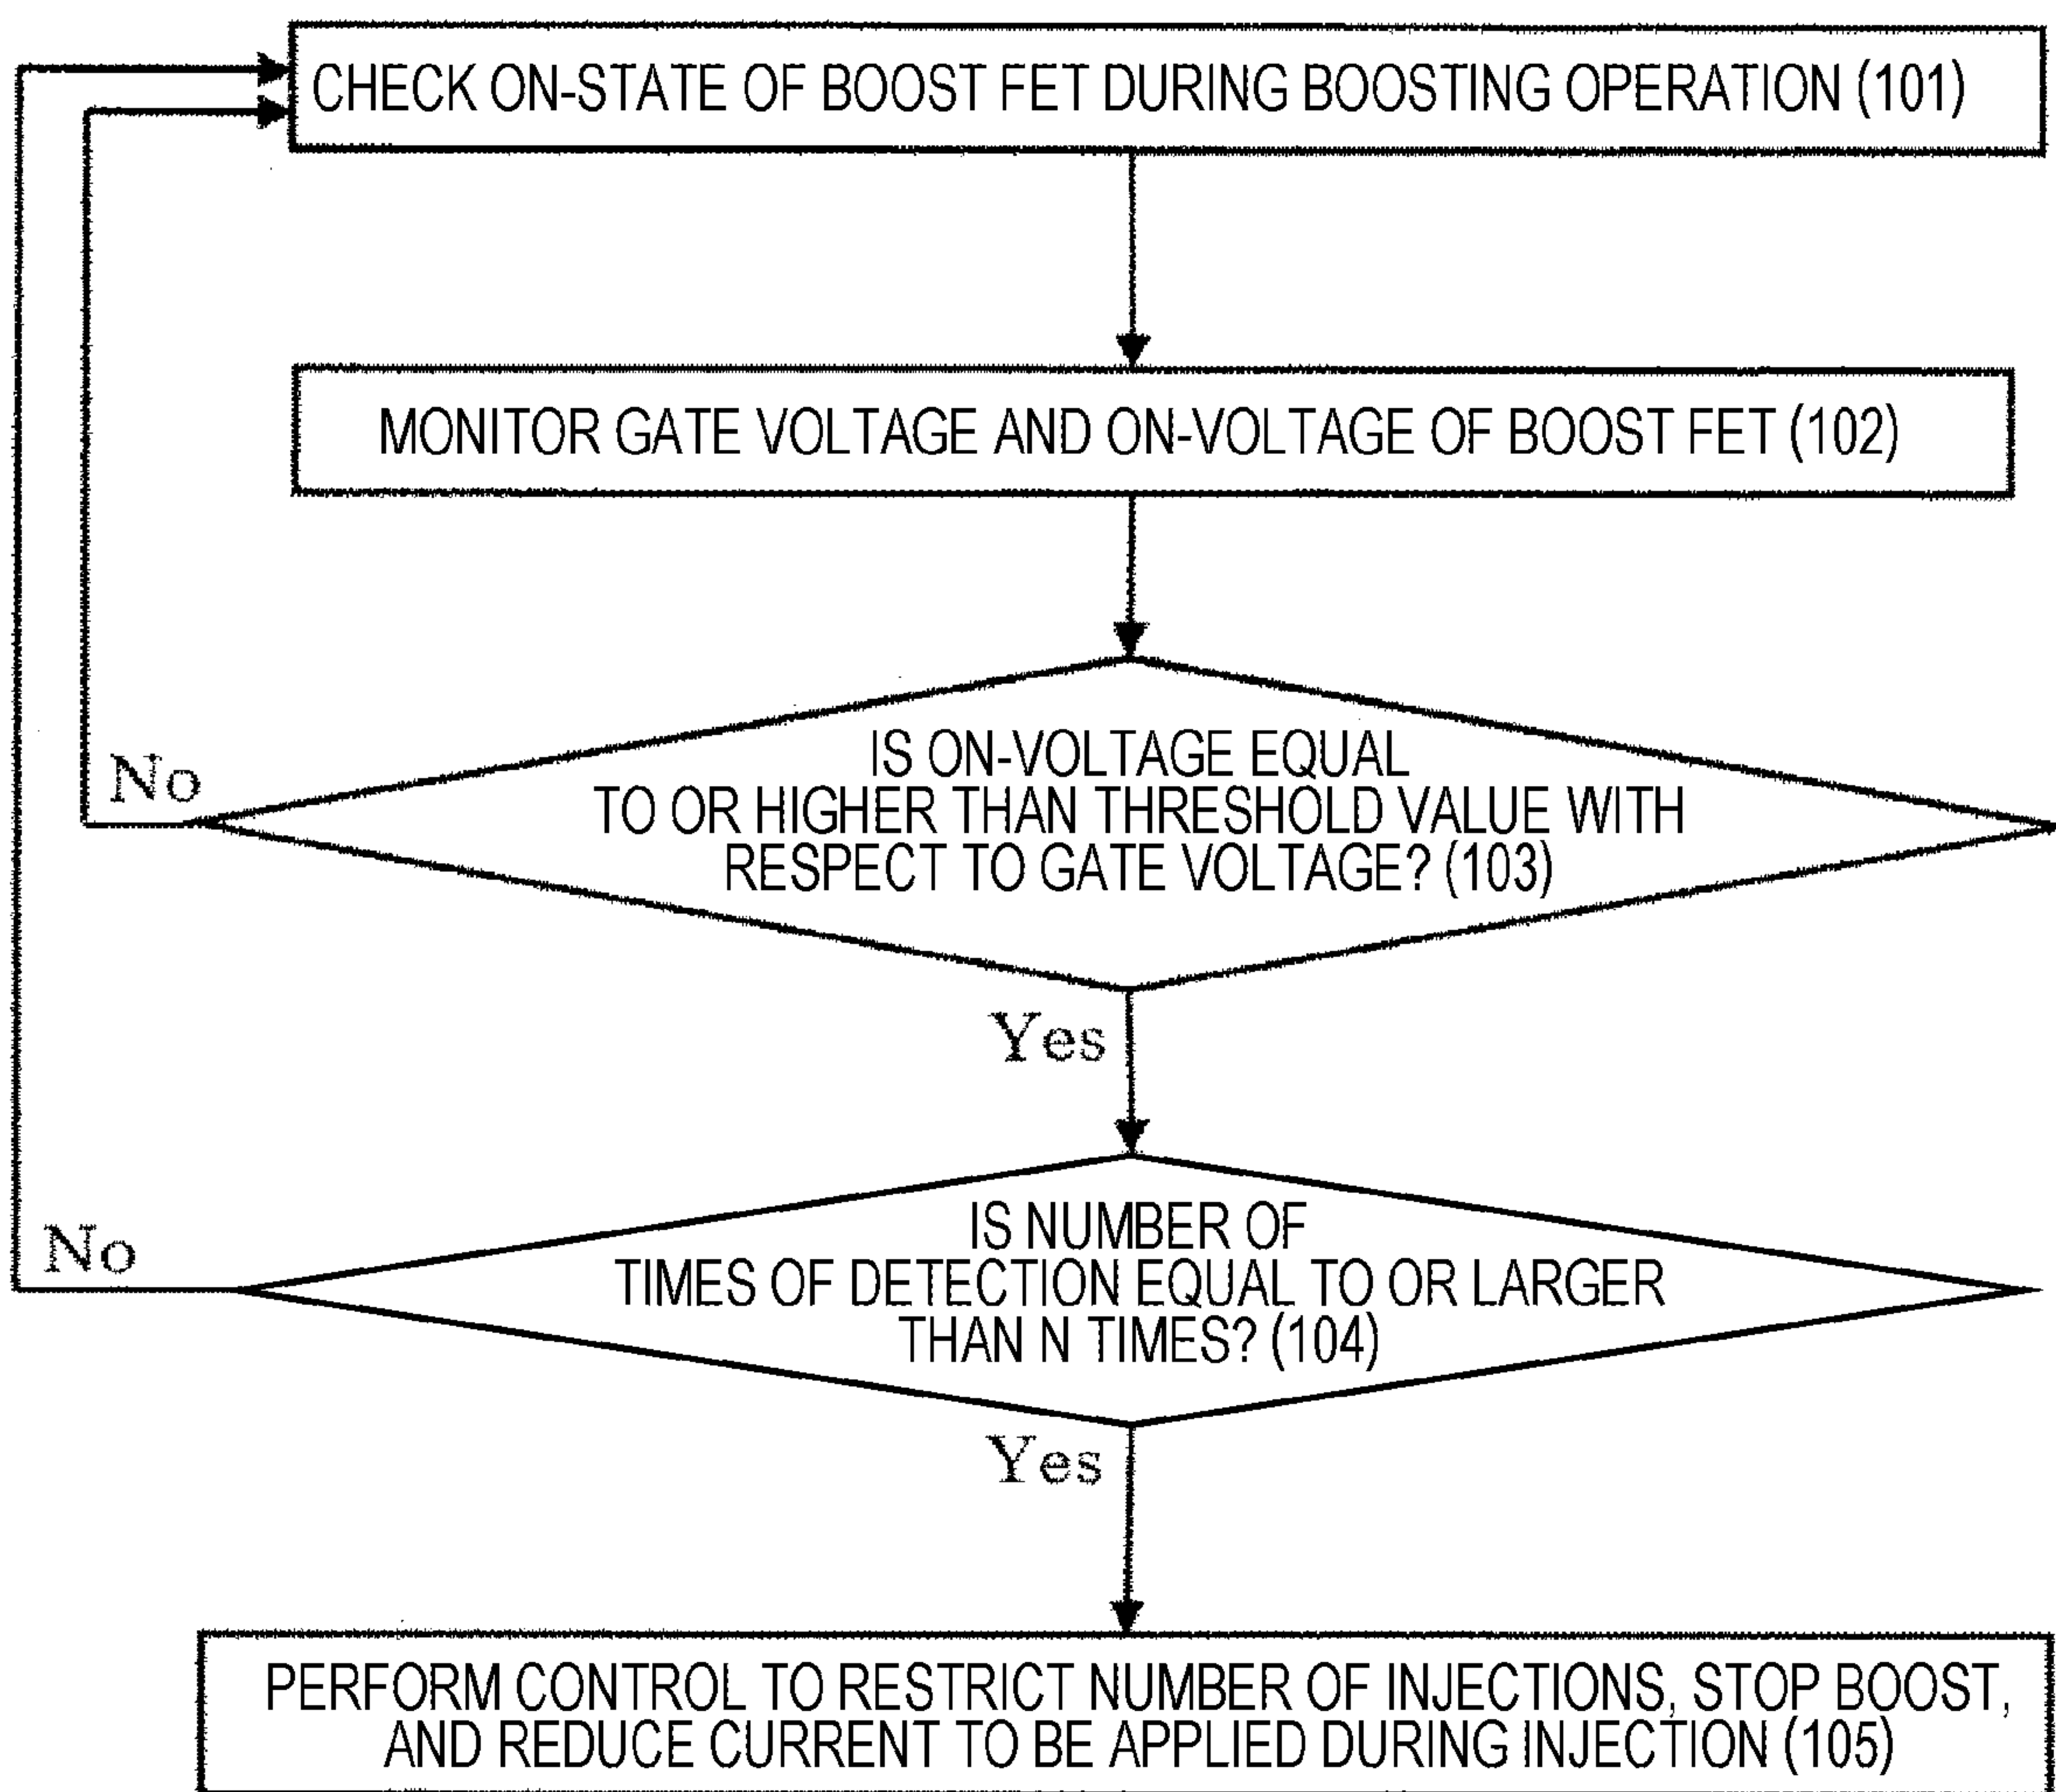 CHECK ON-STATE OF BOOST FET DURING BOOSTING OPERATION (101)
MONITOR GATE VOLTAGE AND ON-VOLTAGE OF BOOST FET (102)
IS ON-VOLTAGE EQUAL
TO OR HIGHER THAN THRESHOLD VALUE WITH
RESPECT TO GATE VOLTAGE? (103)
No
Yes
IS NUMBER OF
TIMES OF DETECTION EQUAL TO OR LARGER
THAN N TIMES? (104)
No
Yes
PERFORM CONTROL TO RESTRICT NUMBER OF INJECTIONS, STOP BOOST,
AND REDUCE CURRENT TO BE APPLIED DURING INJECTION (105)